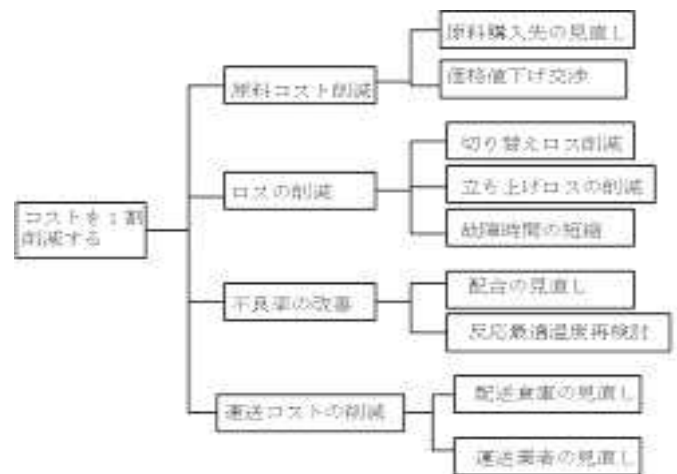 コストを1割
削減する
原料コスト削減
原料購入先の見直し
価格値下げ交渉
ロスの削減
切り替えロス削減
立ち上げロスの削減
故障時間の短縮
不良率の改善
配合の見直し
反応最適温度再検討
運送コストの削減
配送倉庫の見直し
運送業者の見直し